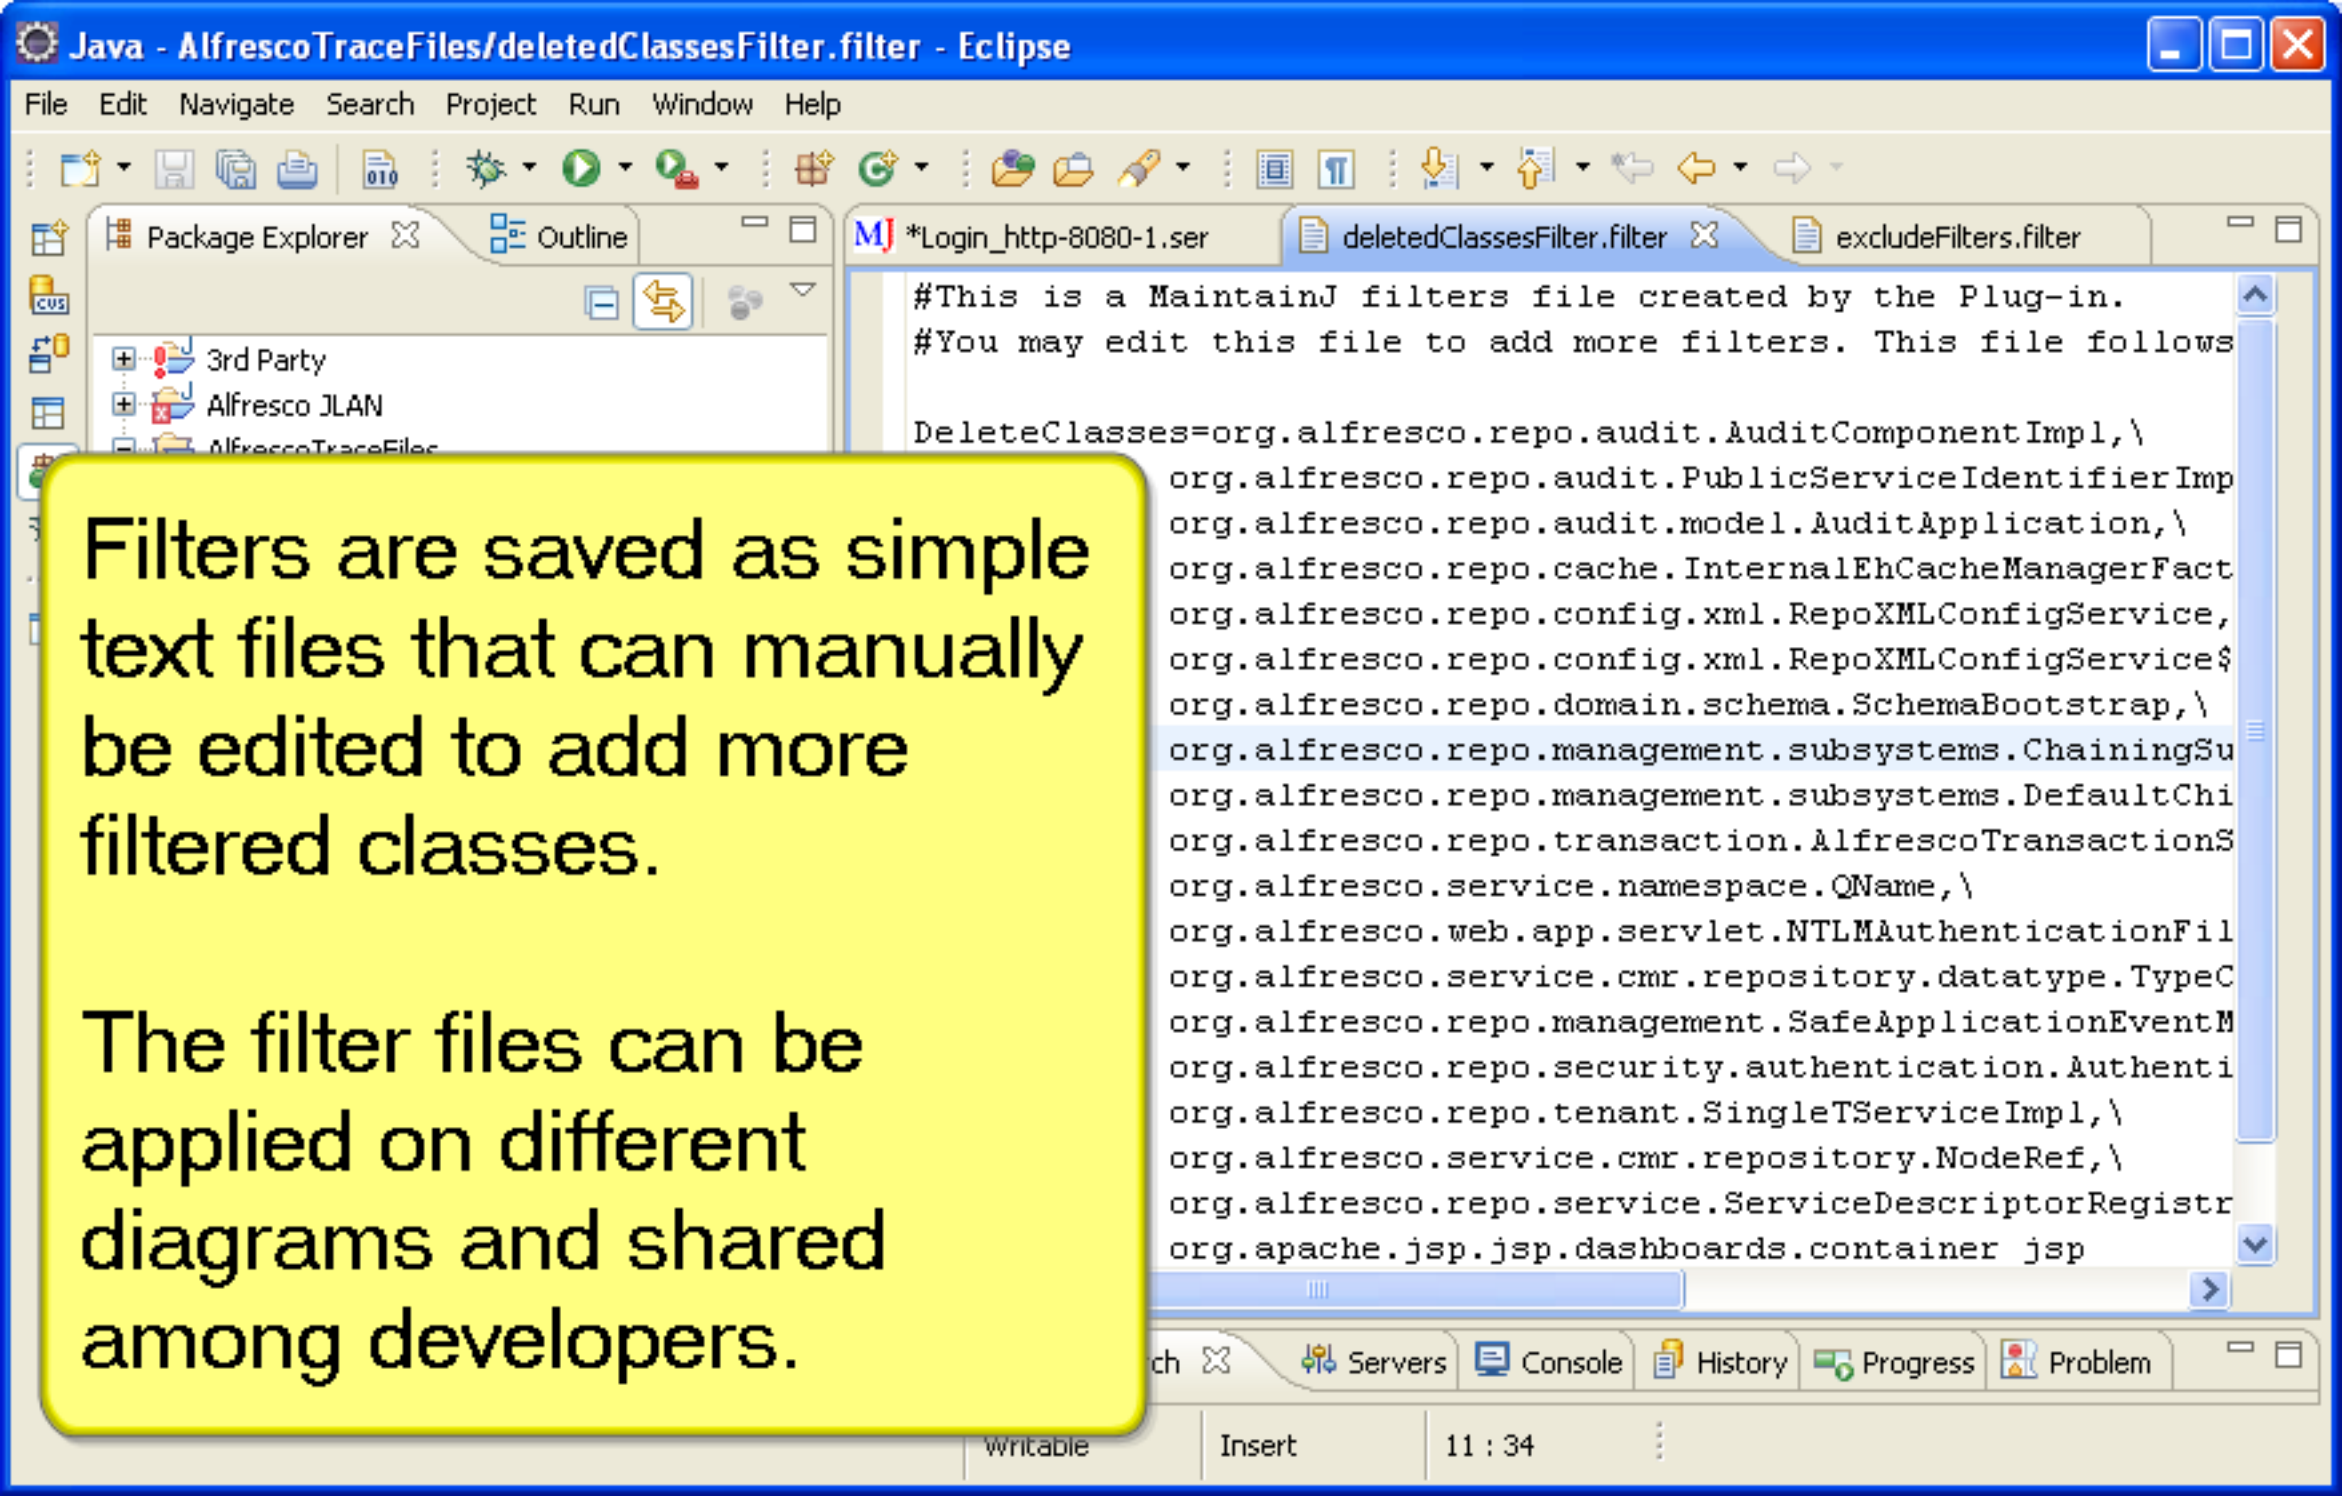 Java - AlfrescoTraceFiles/deletedClassesFilter.filter - Eclipse
File Edit Navigate Search Project Run Window Help
010
Package Explorer Outline
MJ *Login_http-8080-1.ser deletedClassesFilter.filter excludeFilters.filter
CVS
3rd Party
Alfresco JLAN
AlfrescoTraceFiles
#This is a MaintainJ filters file created by the Plug-in.
#You may edit this file to add more filters. This file follows
DeleteClasses=org.alfresco.repo.audit.AuditComponentImpl,\
org.alfresco.repo.audit.PublicServiceIdentifierImp
org.alfresco.repo.audit.model.AuditApplication,\
org.alfresco.repo.cache.InternalEhCacheManagerFact
org.alfresco.repo.config.xml.RepoXMLConfigService,
org.alfresco.repo.config.xml.RepoXMLConfigService$
org.alfresco.repo.domain.schema.SchemaBootstrap,\
org.alfresco.repo.management.subsystems.ChainingSu
org.alfresco.repo.management.subsystems.DefaultChi
org.alfresco.repo.transaction.AlfrescoTransactionS
org.alfresco.service.namespace.QName,\
org.alfresco.web.app.servlet.NTLMAuthenticationFil
org.alfresco.service.cmr.repository.datatype.TypeC
org.alfresco.repo.management.SafeApplicationEventM
org.alfresco.repo.security.authentication.Authenti
org.alfresco.repo.tenant.SingleTServiceImpl,\
org.alfresco.service.cmr.repository.NodeRef,\
org.alfresco.repo.service.ServiceDescriptorRegistr
org.apache.jsp.jsp.dashboards.container_jsp
Filters are saved as simple
text files that can manually
be edited to add more
filtered classes.
The filter files can be
applied on different
diagrams and shared
among developers.
ch Servers Console History Progress Problem
Writable Insert 11 : 34